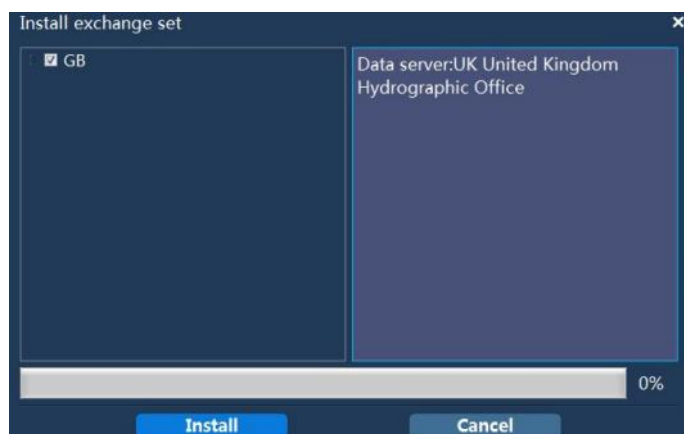 Install exchange set
×
GB
Data server:UK United Kingdom
Hydrographic Office
0%
Install
Cancel